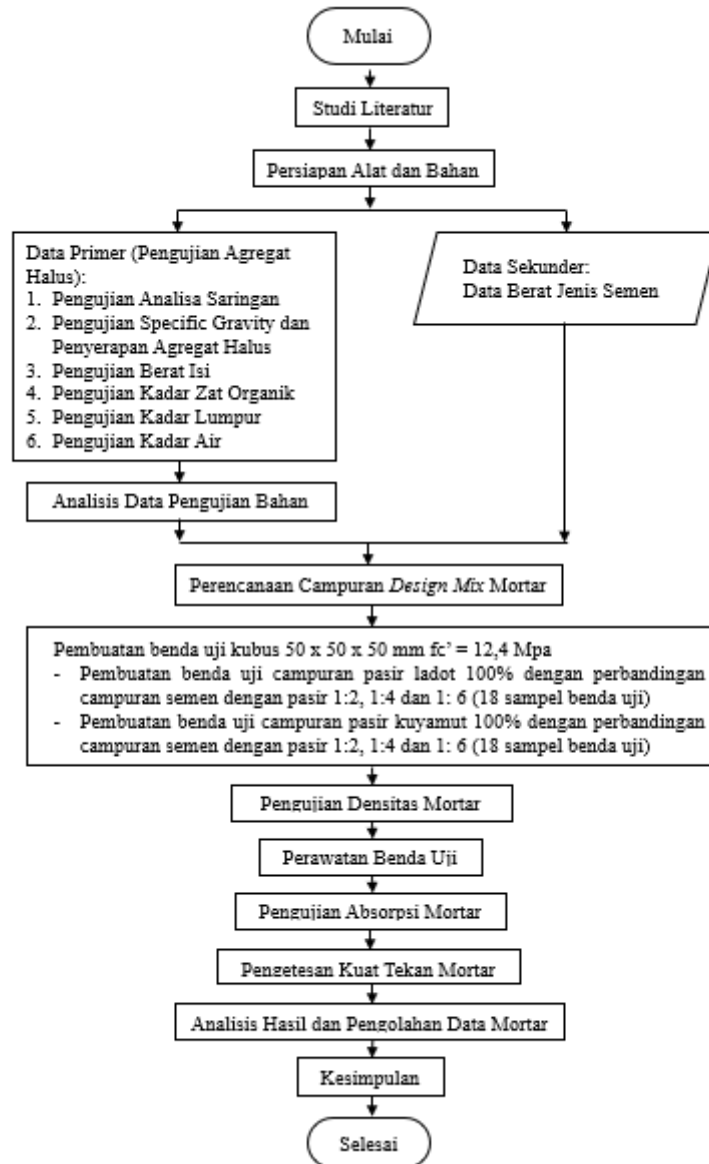 Mulai
Studi Literatur
Persiapan Alat dan Bahan
Data Primer (Pengujian Agregat
Halus):
1. Pengujian Analisa Saringan
2. Pengujian Specific Gravity dan
Penyerapan Agregat Halus
3. Pengujian Berat Isi
4. Pengujian Kadar Zat Organik
5. Pengujian Kadar Lumpur
6. Pengujian Kadar Air
Data Sekunder:
Data Berat Jenis Semen
Analisis Data Pengujian Bahan
Perencanaan Campuran Design Mix Mortar
Pembuatan benda uji kubus 50 x 50 x 50 mm fc’ = 12,4 Mpa
- Pembuatan benda uji campuran pasir ladot 100% dengan perbandingan
campuran semen dengan pasir 1:2, 1:4 dan 1: 6 (18 sampel benda uji)
- Pembuatan benda uji campuran pasir kuyamut 100% dengan perbandingan
campuran semen dengan pasir 1:2, 1:4 dan 1: 6 (18 sampel benda uji)
Pengujian Densitas Mortar
Perawatan Benda Uji
Pengujian Absorpsi Mortar
Pengetesan Kuat Tekan Mortar
Analisis Hasil dan Pengolahan Data Mortar
Kesimpulan
Selesai